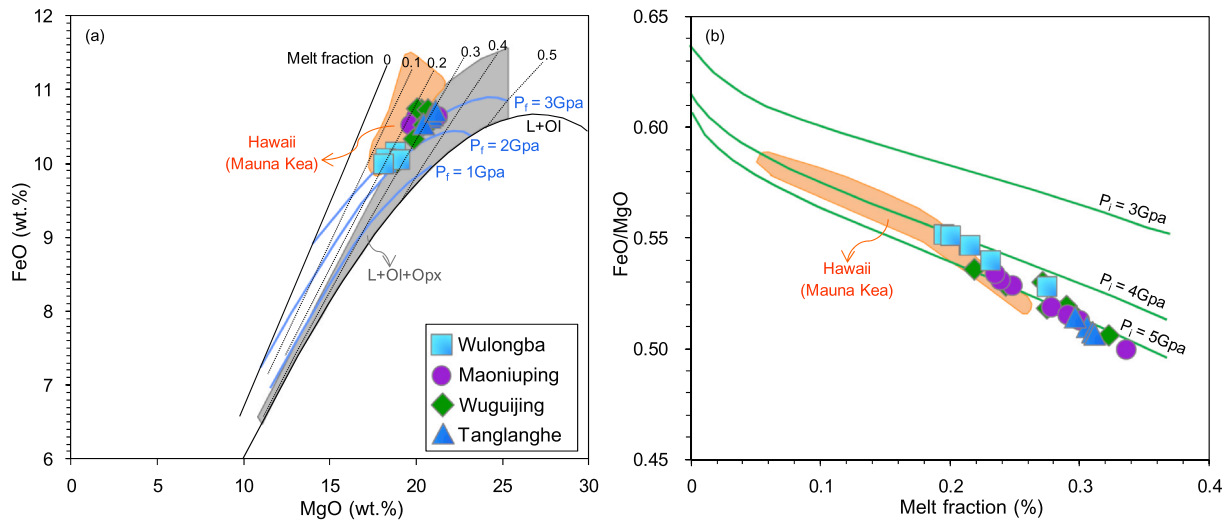 (a)
12
11
10
9
8
7
6
FeO (wt.%)
0
5
10
15
20
25
30
MgO (wt.%)
Melt fraction
0
0.1
0.2
0.3
0.4
0.5
Pf = 3Gpa
L+Ol
Pf = 2Gpa
Pf = 1Gpa
Hawaii
(Mauna Kea)
L+Ol+Opx
Wulongba
Maoniuping
Wuguijing
Tanglanghe
(b)
0.65
0.60
0.55
0.50
0.45
FeO/MgO
0
0.1
0.2
0.3
0.4
Melt fraction (%)
Pi = 3Gpa
Pi = 4Gpa
Pi = 5Gpa
Hawaii
(Mauna Kea)